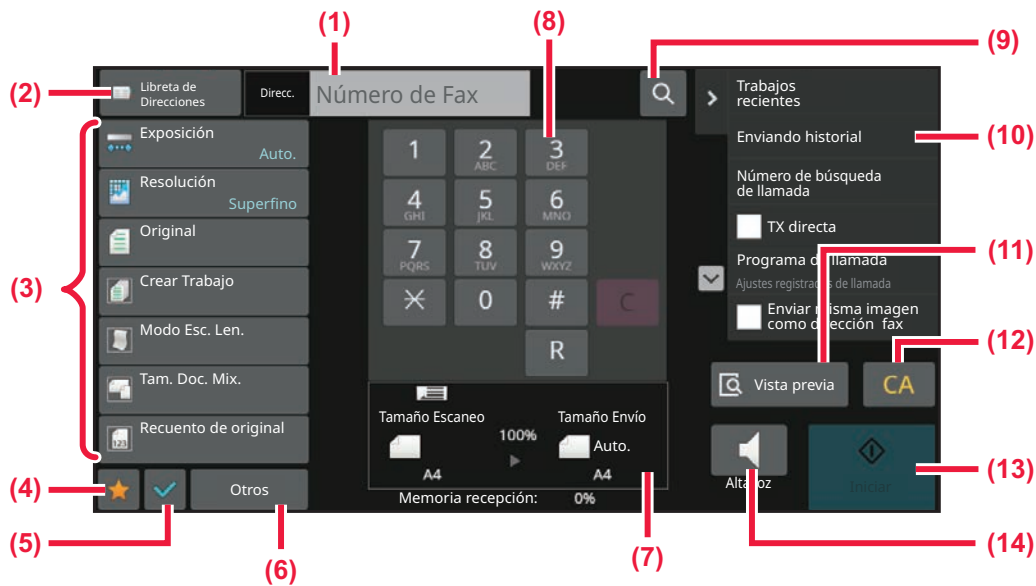 (1)
(8)
(9)
(2)
Libreta de
Direcciones
Direcc.
Número de Fax
Trabajos
recientes
(10)
Enviando historial
Número de búsqueda
de llamada
TX directa
(11)
Programa de llamada
Ajustes registrados de llamada
Enviar misma imagen
como dirección fax
(12)
(3)
Exposición
Auto.
Resolución
Superfino
Original
Crear Trabajo
Modo Esc. Len.
Tam. Doc. Mix.
Recuento de original
1
2
ABC
3
DEF
4
GHI
5
JKL
6
MNO
7
PQRS
8
TUV
9
WXYZ
0
#
C
R
Vista previa
CA
Tamaño Escaneo
Tamaño Envío
100%
Auto.
A4
A4
123
(4)
(5)
Otros
(6)
Memoria recepción: 0%
(7)
Altavoz
Iniciar
(13)
(14)